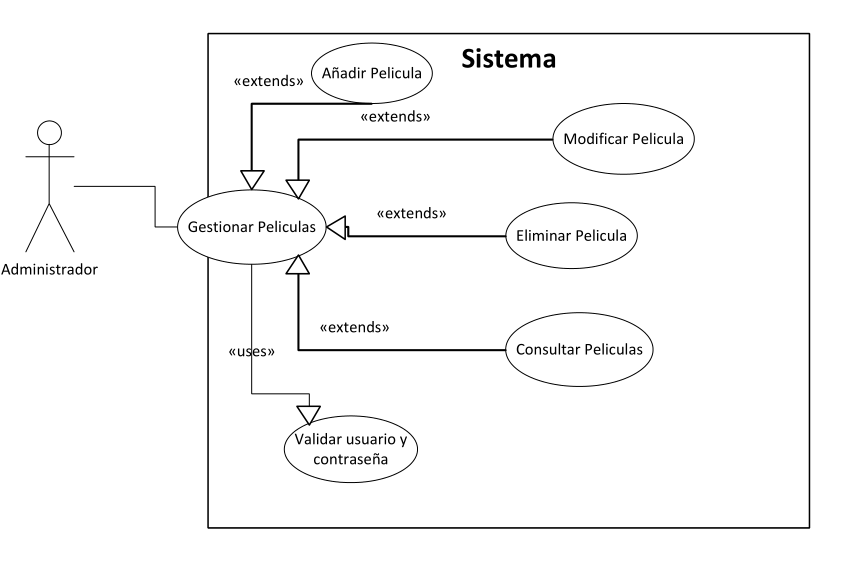 Sistema
Añadir Pelicula
«extends»
«extends»
Modificar Pelicula
Gestionar Peliculas
«extends»
Eliminar Pelicula
Administrador
«extends»
Consultar Peliculas
«uses»
Validar usuario y
contraseña